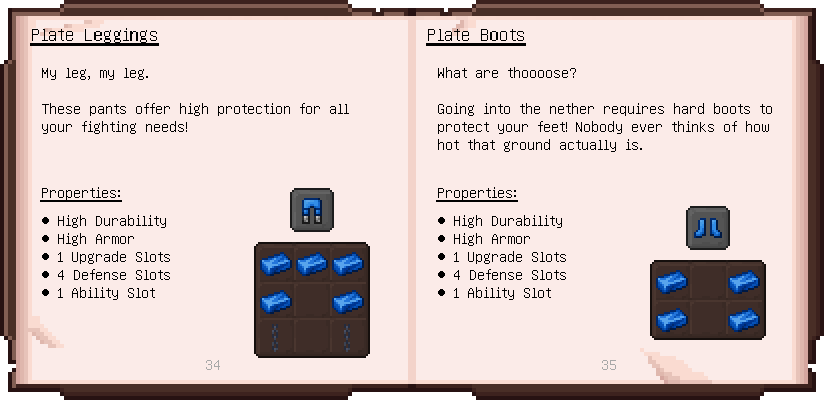 Plate Leggings
My leg, my leg.
These pants offer high protection for all
your fighting needs!
Properties:
● High Durability
● High Armor
● 1 Upgrade Slots
● 4 Defense Slots
● 1 Ability Slot
34
Plate Boots
What are thoooose?
Going into the nether requires hard boots to
protect your feet! Nobody ever thinks of how
hot that ground actually is.
Properties:
● High Durability
● High Armor
● 1 Upgrade Slots
● 4 Defense Slots
● 1 Ability Slot
35